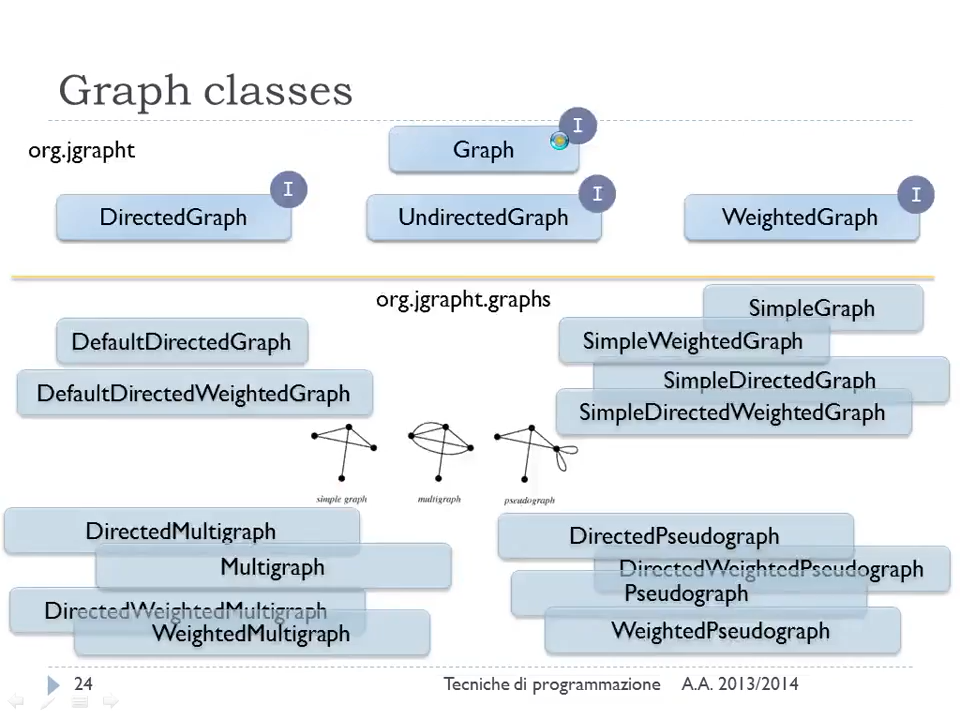 Graph classes
org.jgrapht
Graph
I
DirectedGraph
I
UndirectedGraph
I
WeightedGraph
I
org.jgrapht.graphs
SimpleGraph
SimpleWeightedGraph
SimpleDirectedGraph
SimpleDirectedWeightedGraph
DefaultDirectedGraph
DefaultDirectedWeightedGraph
simple graph
multigraph
pseudograph
DirectedMultigraph
Multigraph
DirectedWeightedMultigraph
WeightedMultigraph
DirectedPseudograph
DirectedWeightedPseudograph
Pseudograph
WeightedPseudograph
24
Tecniche di programmazione A.A. 2013/2014